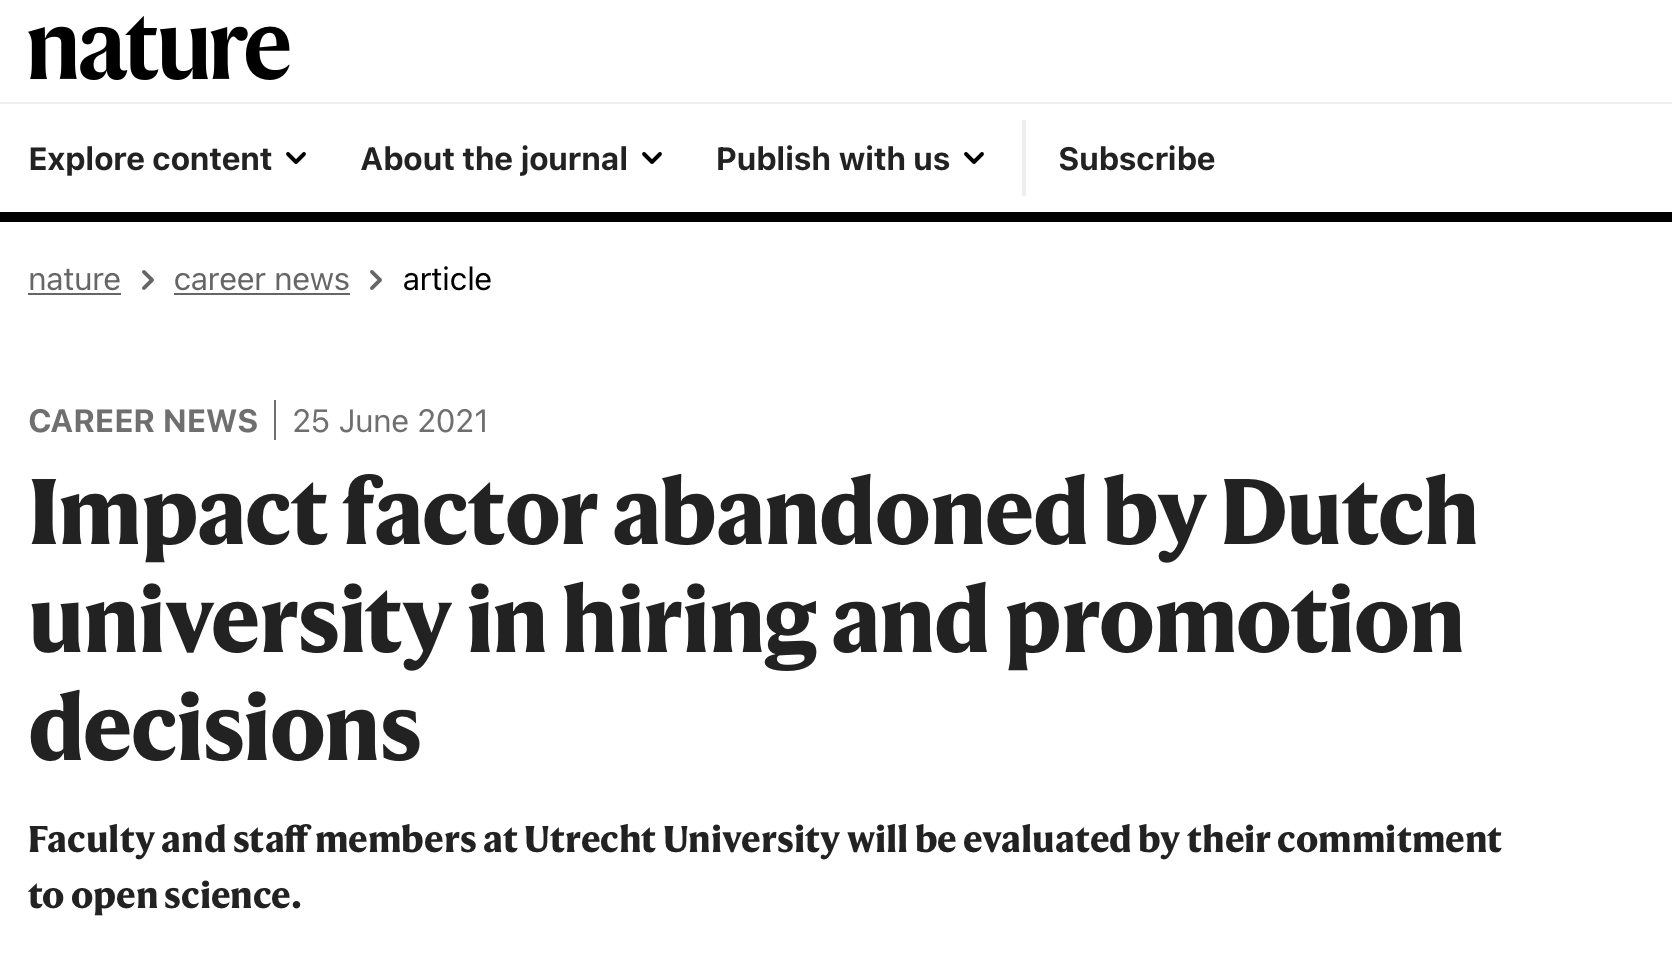 nature
Explore content About the journal Publish with us Subscribe
nature > career news > article
CAREER NEWS | 25 June 2021
Impact factor abandoned by Dutch
university in hiring and promotion
decisions
Faculty and staff members at Utrecht University will be evaluated by their commitment
to open science.